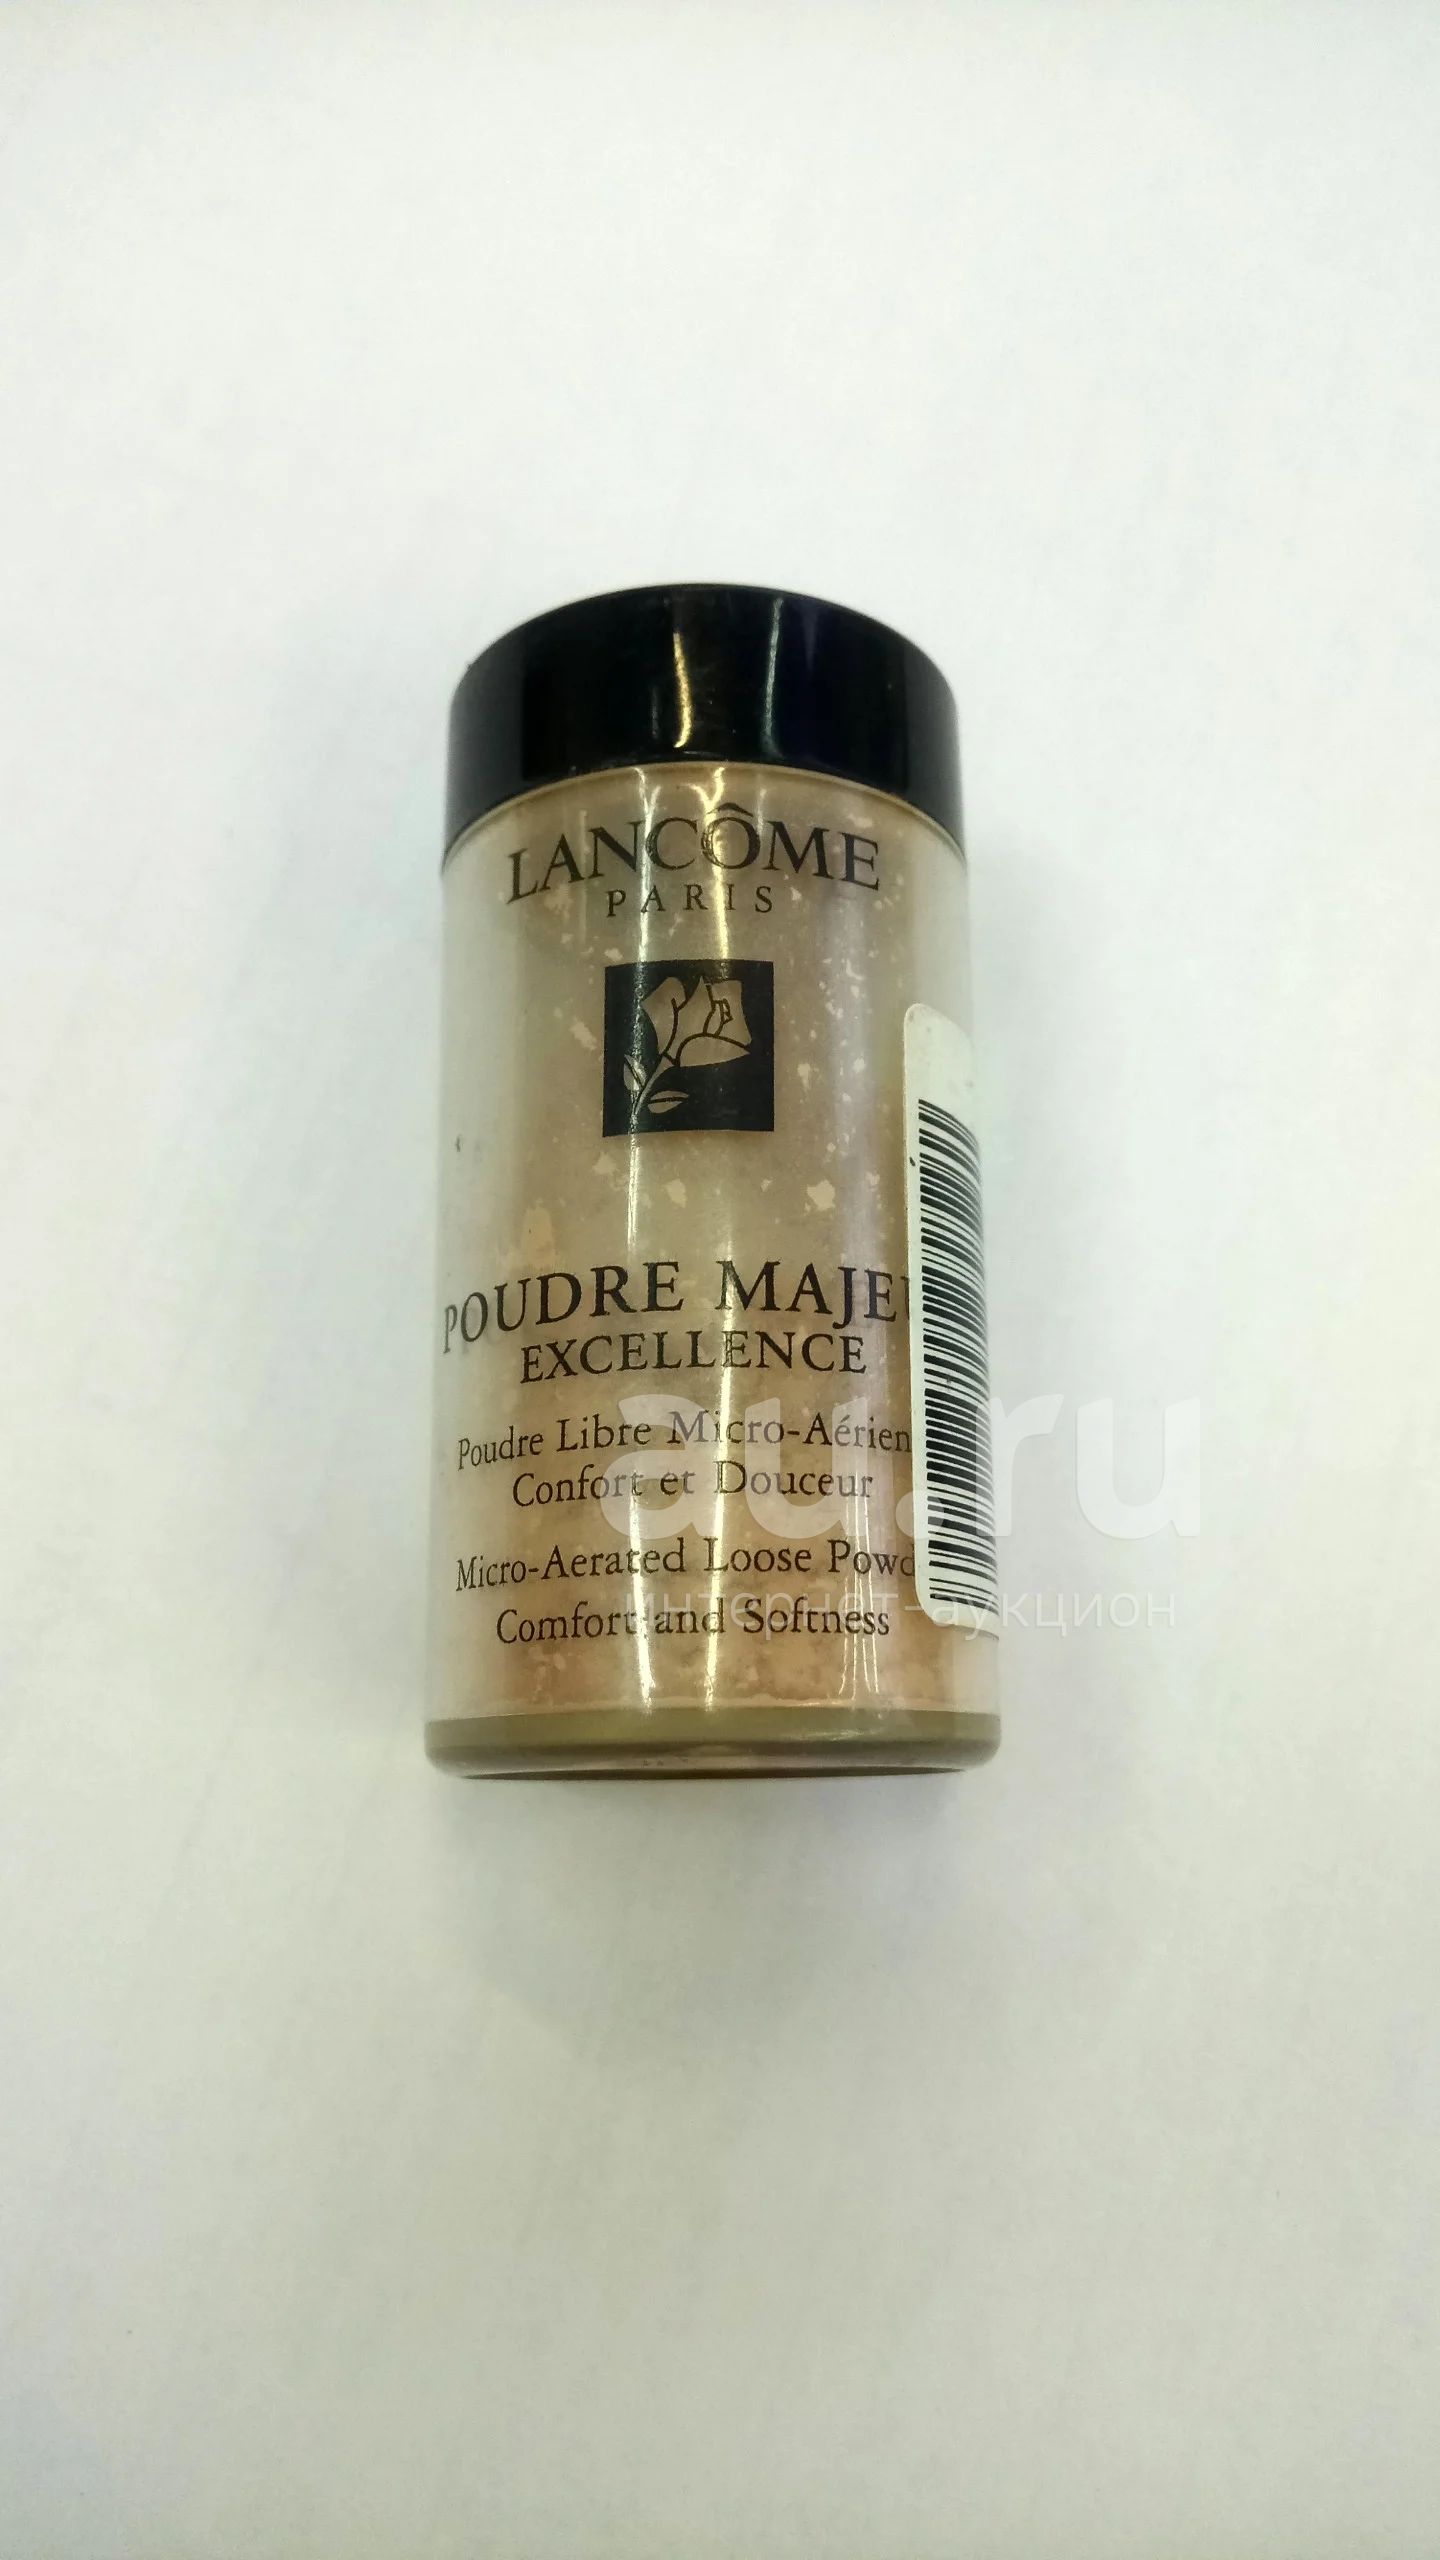 LANCÔME
PARIS
POUDRE MAJEU
EXCELLENCE
Poudre Libre Micro-Aérien
Confort et Douceur
Micro-Aerated Loose Powd
Comfort and Softness
au.ru
интернет-аукцион